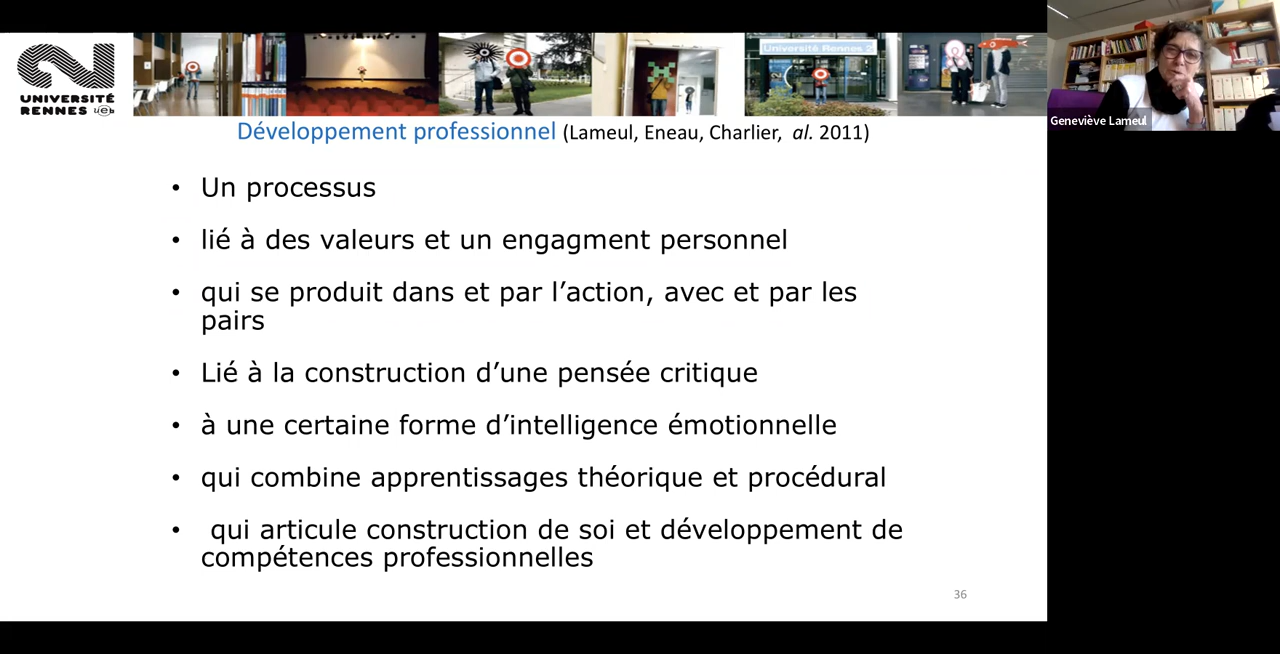 UNIVERSITÉ
RENNES ueb
Université Rennes 2
Geneviève Lameul
Développement professionnel (Lameul, Eneau, Charlier, al. 2011)
• Un processus
• lié à des valeurs et un engagment personnel
• qui se produit dans et par l’action, avec et par les
pairs
• Lié à la construction d’une pensée critique
• à une certaine forme d’intelligence émotionnelle
• qui combine apprentissages théorique et procédural
• qui articule construction de soi et développement de
compétences professionnelles
36